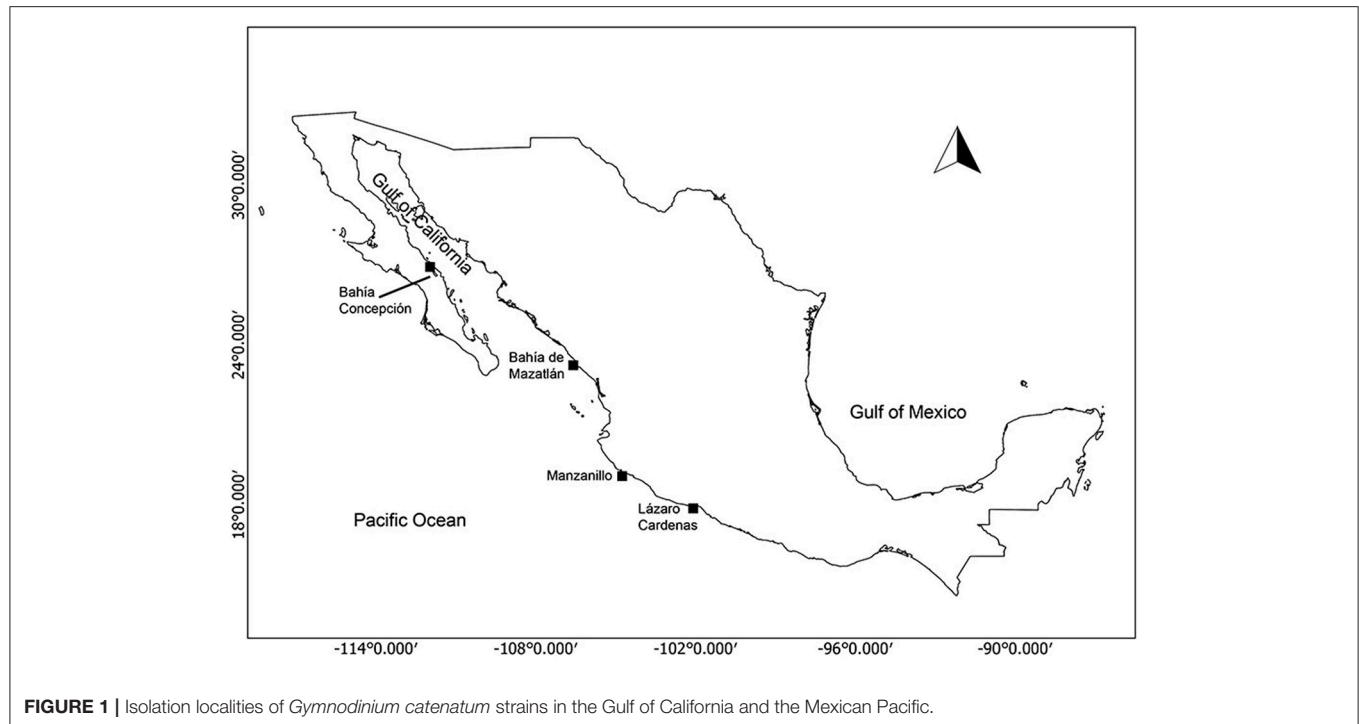 Gulf of California
Bahía
Concepción
Bahía de
Mazatlán
Gulf of Mexico
Manzanillo
Lázaro
Cardenas
Pacific Ocean
30°0.000′
24°0.000′
18°0.000′
-114°0.000′
-108°0.000′
-102°0.000′
-96°0.000′
-90°0.000′
FIGURE 1 | Isolation localities of Gymnodinium catenatum strains in the Gulf of California and the Mexican Pacific.